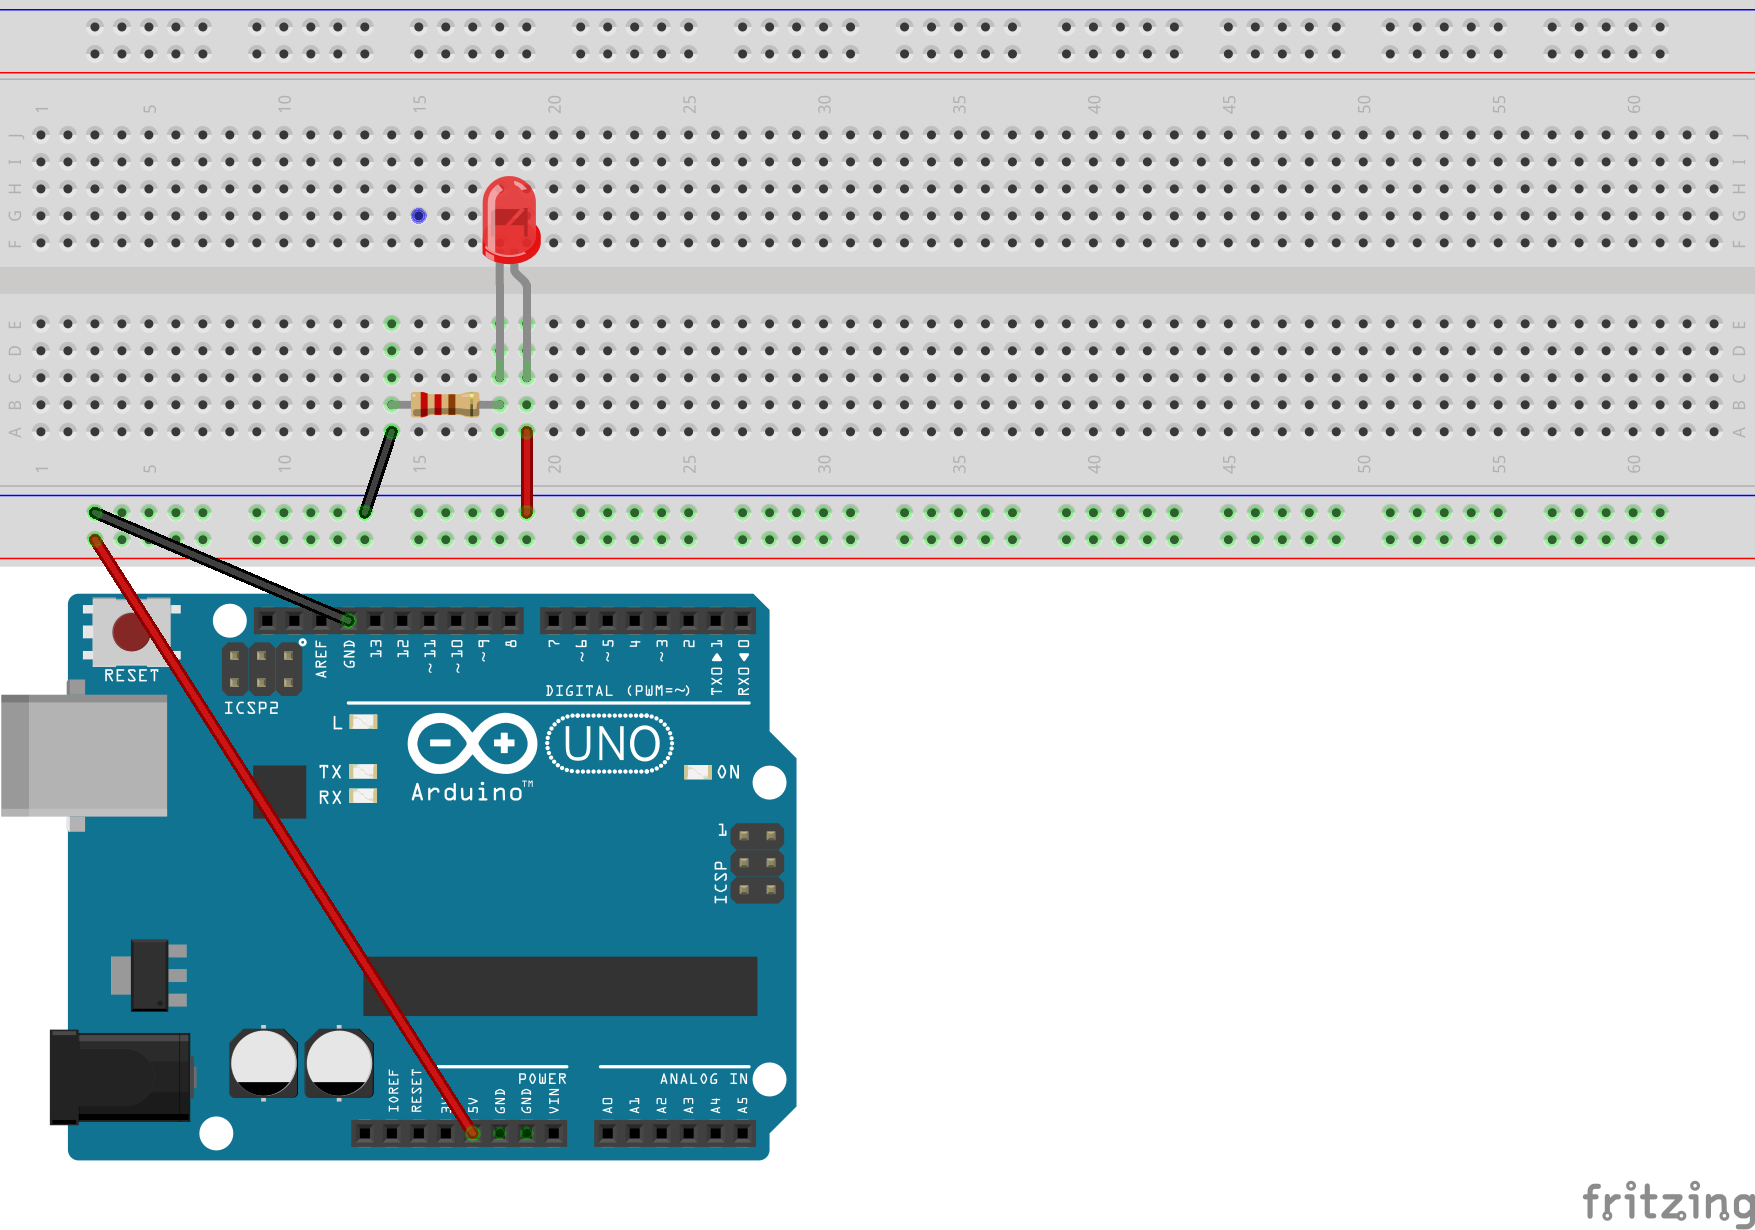 1 5 10 15 20 25 30 35 40 45 50 55 60
J J
I I
H H
G G
F F
E E
D D
C C
B B
A A
1 5 10 15 20 25 30 35 40 45 50 55 60
RESET
ICSP2
AREF
GND
13
12
~11
~10
~9
8
7
~6
~5
4
~3
2
TX0▶1
RX0◀0
DIGITAL (PWM=~)
L
TX
RX
UNO
Arduino™
ON
1
ICSP
POWER
ANALOG IN
IOREF
RESET
5V
GND
GND
VIN
A0
A1
A2
A3
A4
A5
fritzing